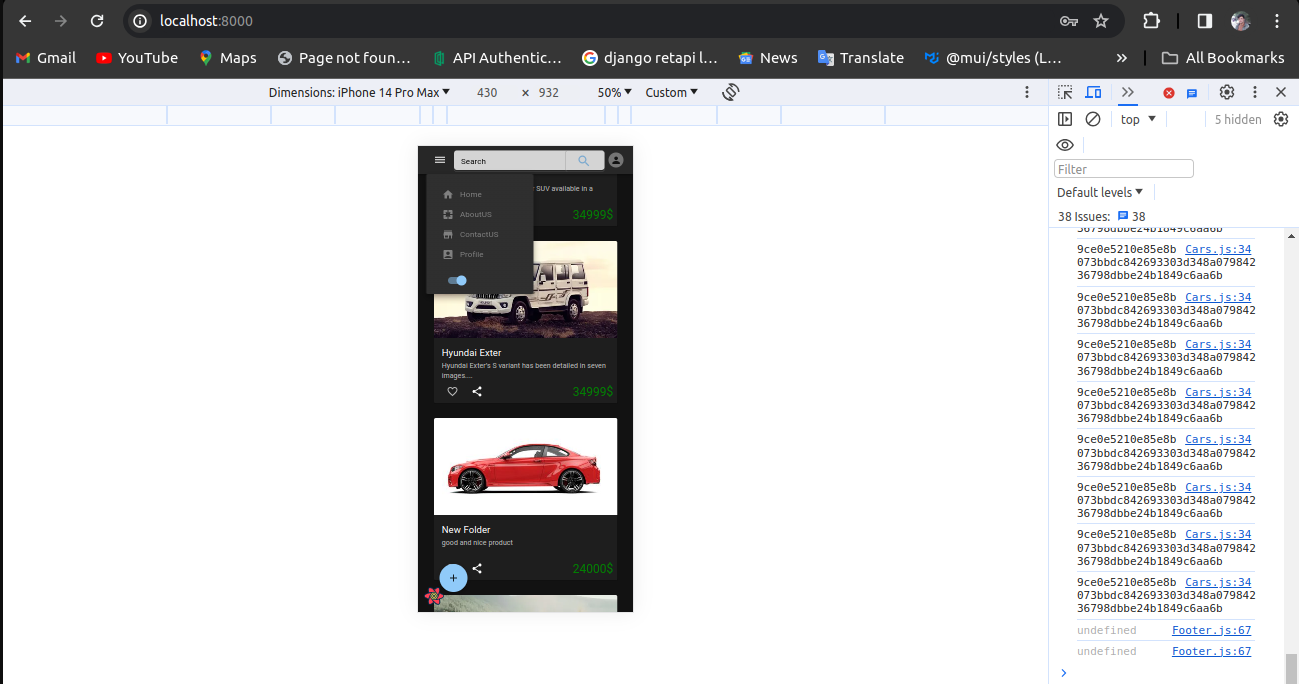 localhost:8000
Gmail YouTube Maps Page not foun... API Authentic... django retapi l... News Translate @mui/styles (L... » All Bookmarks
Dimensions: iPhone 14 Pro Max 430 x 932 50% Custom
top 5 hidden
Filter
Default levels
38 Issues: 38
Search
SUV available in a
34999$
Home
AboutUS
ContactUS
Profile
Hyundai Exter
Hyundai Exter's S variant has been detailed in seven
images....
34999$
New Folder
good and nice product
24000$
+
36798dbbe24b1849c6aa6b
9ce0e5210e85e8b Cars.js:34
073bbdc842693303d348a079842
36798dbbe24b1849c6aa6b
9ce0e5210e85e8b Cars.js:34
073bbdc842693303d348a079842
36798dbbe24b1849c6aa6b
9ce0e5210e85e8b Cars.js:34
073bbdc842693303d348a079842
36798dbbe24b1849c6aa6b
9ce0e5210e85e8b Cars.js:34
073bbdc842693303d348a079842
36798dbbe24b1849c6aa6b
9ce0e5210e85e8b Cars.js:34
073bbdc842693303d348a079842
36798dbbe24b1849c6aa6b
9ce0e5210e85e8b Cars.js:34
073bbdc842693303d348a079842
36798dbbe24b1849c6aa6b
9ce0e5210e85e8b Cars.js:34
073bbdc842693303d348a079842
36798dbbe24b1849c6aa6b
9ce0e5210e85e8b Cars.js:34
073bbdc842693303d348a079842
36798dbbe24b1849c6aa6b
undefined Footer.js:67
undefined Footer.js:67